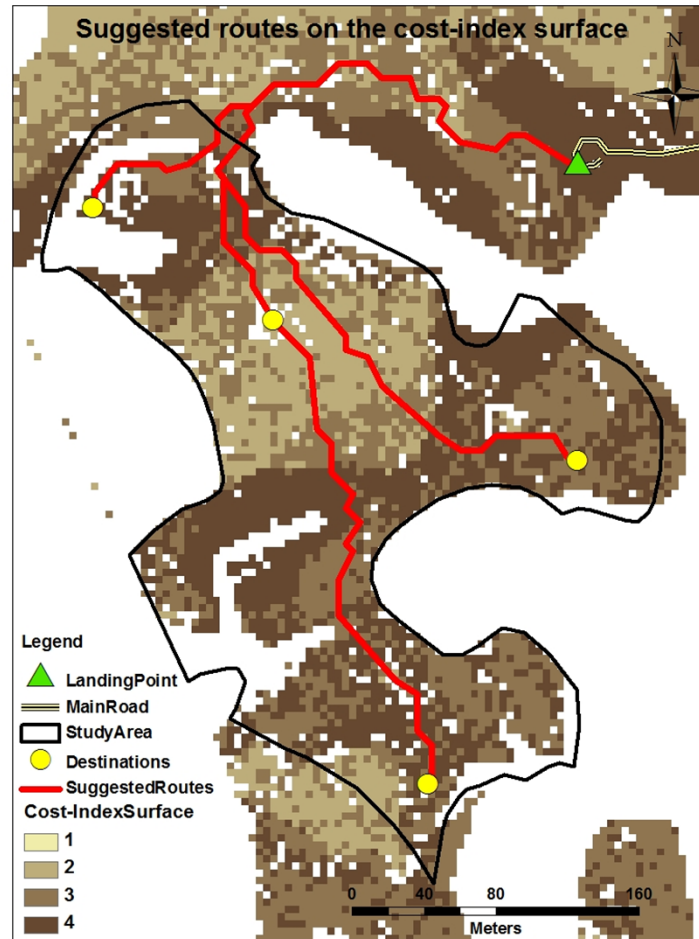 Suggested routes on the cost-index surface
N
Legend
LandingPoint
MainRoad
StudyArea
Destinations
SuggestedRoutes
Cost-IndexSurface
1
2
3
4
0 40 80 160
Meters